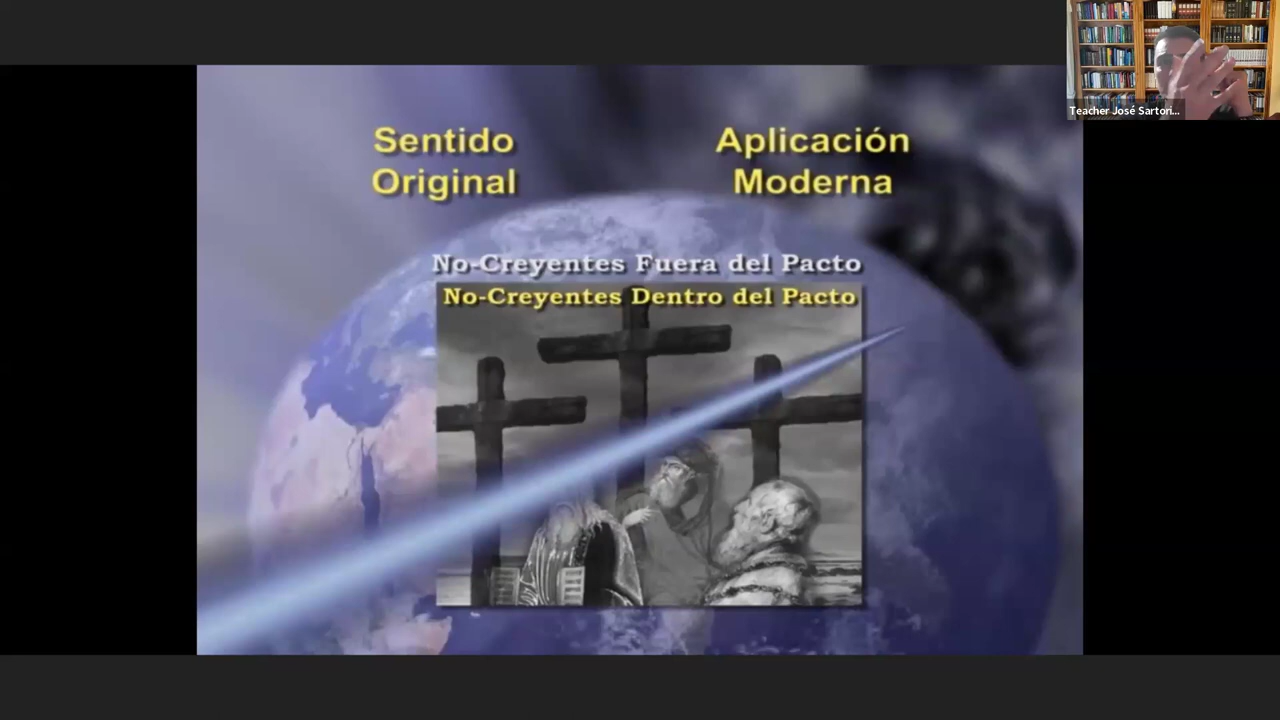 Teacher José Sartori...
Sentido
Original
Aplicación
Moderna
No-Creyentes Fuera del Pacto
No-Creyentes Dentro del Pacto